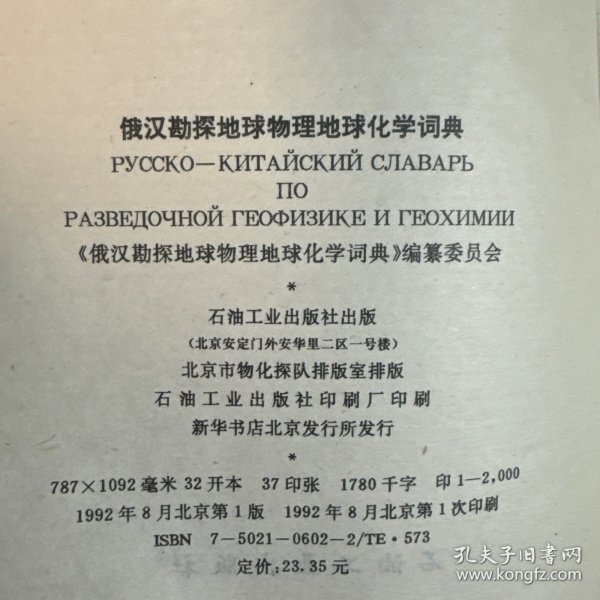 俄汉勘探地球物理地球化学词典
РУССКО—КИТАЙСКИЙ СЛАВАРЬ
ПО
РАЗВЕДОЧНОЙ ГЕОФИЗИКЕ И ГЕОХИМИИ
《俄汉勘探地球物理地球化学词典》编纂委员会
*
石油工业出版社出版
(北京安定门外安华里二区一号楼)
北京市物化探队排版室排版
石油工业出版社印刷厂印刷
新华书店北京发行所发行
*
787×1092毫米 32开本 37印张 1780千字 印1—2,000
1992年8月北京第1版 1992年8月北京第1次印刷
ISBN 7-5021-0602-2/TE·573
定价:23.35元
孔夫子旧书网
www.kongfz.com